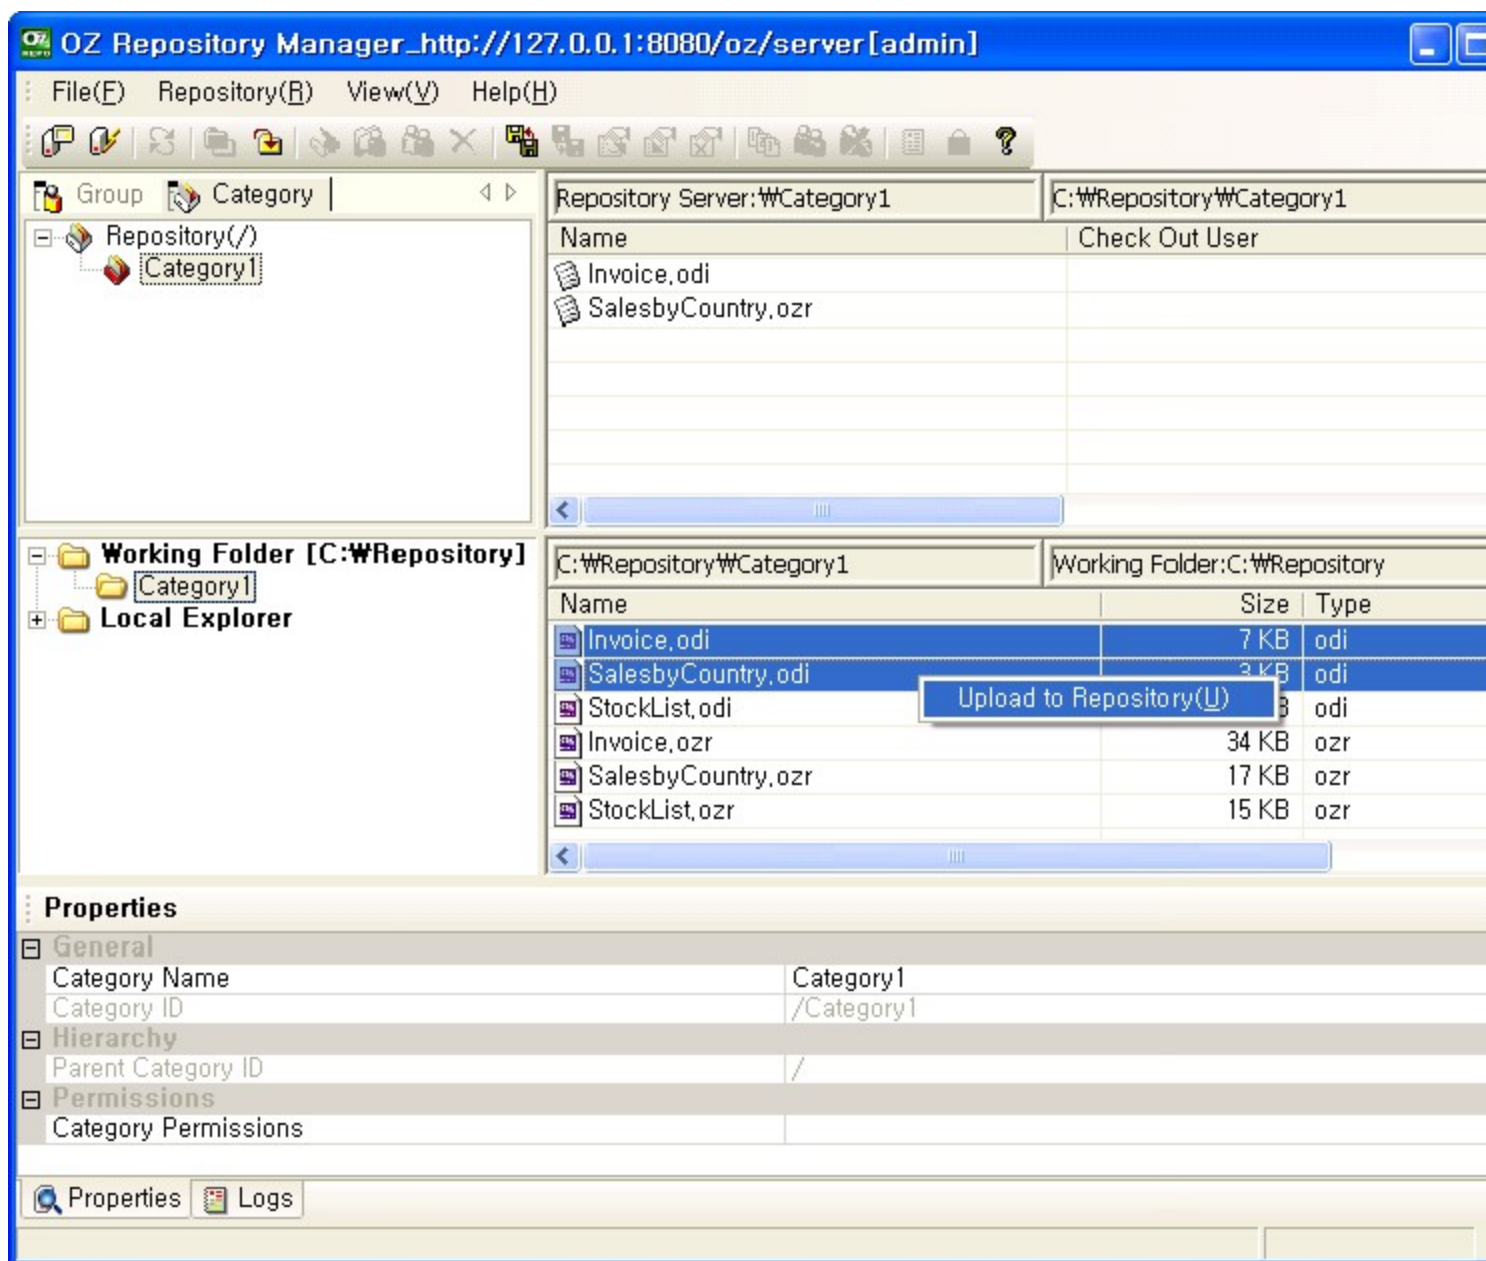 OZ Repository Manager_http://127.0.0.1:8080/oz/server[admin]
File(F) Repository(R) View(V) Help(H)
Group Category
Repository(/)
Category1
Repository Server:₩Category1 C:₩Repository₩Category1
Name Check Out User
Invoice,odi
SalesbyCountry,ozr
Working Folder [C:₩Repository]
Category1
Local Explorer
C:₩Repository₩Category1 Working Folder:C:₩Repository
Name Size Type
Invoice,odi 7 KB odi
SalesbyCountry,odi 3 KB odi
Upload to Repository(U)
StockList,odi odi
Invoice,ozr 34 KB ozr
SalesbyCountry,ozr 17 KB ozr
StockList,ozr 15 KB ozr
Properties
General
Category Name Category1
Category ID /Category1
Hierarchy
Parent Category ID /
Permissions
Category Permissions
Properties Logs